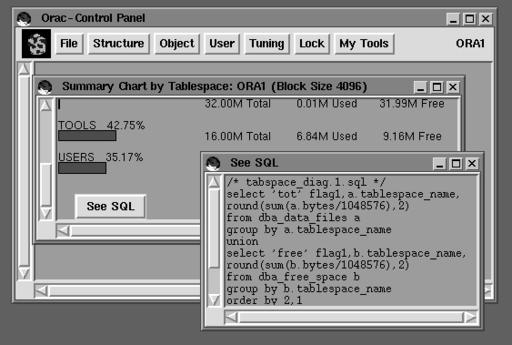 Orac-Control Panel
File Structure Object User Tuning Lock My Tools ORA1
Summary Chart by Tablespace: ORA1 (Block Size 4096)
32.00M Total 0.01M Used 31.99M Free
TOOLS 42.75%
16.00M Total 6.84M Used 9.16M Free
USERS 35.17%
See SQL
See SQL
/* tabspace_diag.1.sql */
select 'tot' flag1,a.tablespace_name,
round(sum(a.bytes/1048576),2)
from dba_data_files a
group by a.tablespace_name
union
select 'free' flag1,b.tablespace_name,
round(sum(b.bytes/1048576),2)
from dba_free_space b
group by b.tablespace_name
order by 2,1